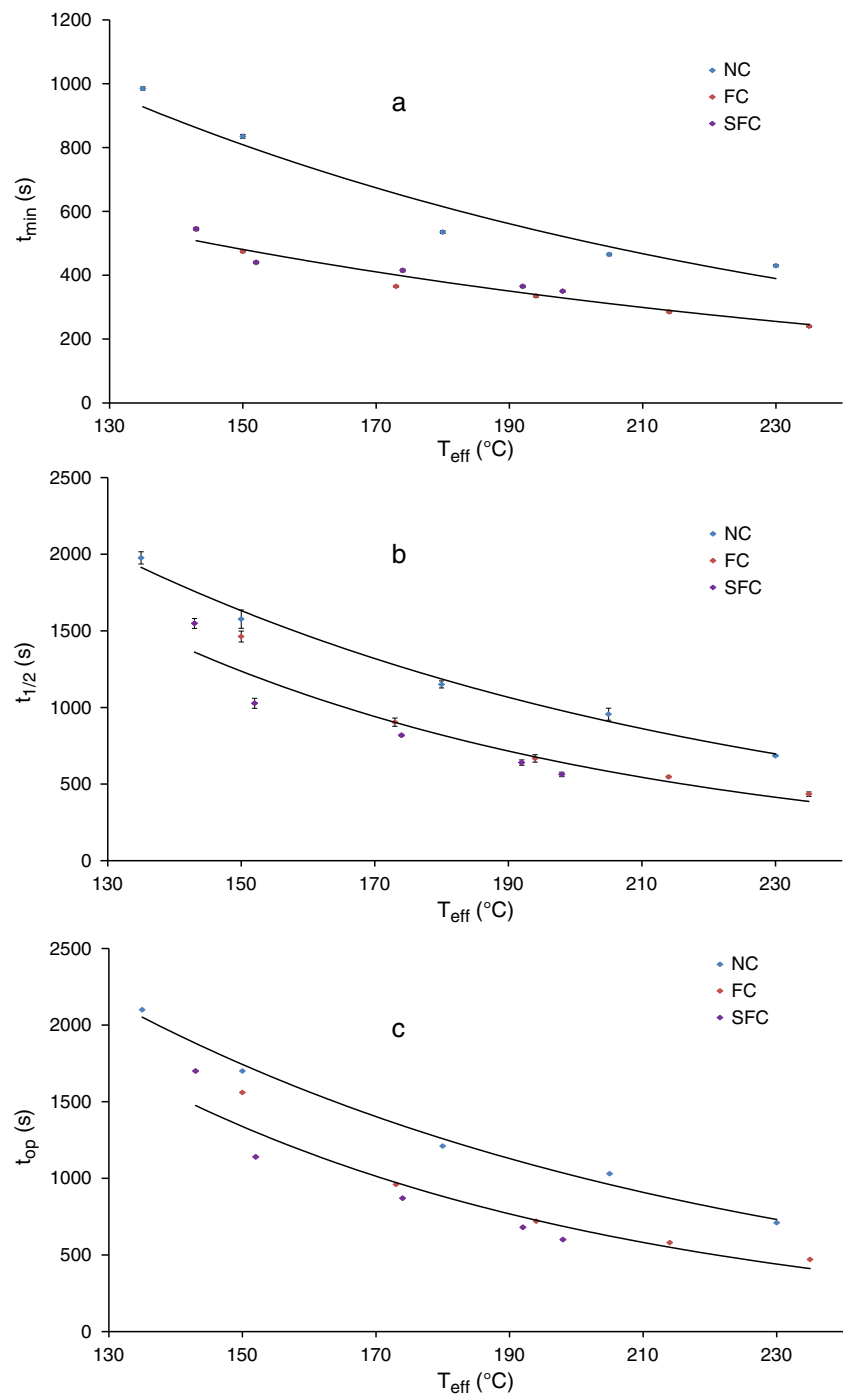 1200
1000
800
600
400
200
0
t_min (s)
a
NC
FC
SFC
130 150 170 190 210 230
T_eff (°C)
2500
2000
1500
1000
500
0
t_1/2 (s)
b
NC
FC
SFC
130 150 170 190 210 230
T_eff (°C)
2500
2000
1500
1000
500
0
t_op (s)
c
NC
FC
SFC
130 150 170 190 210 230
T_eff (°C)